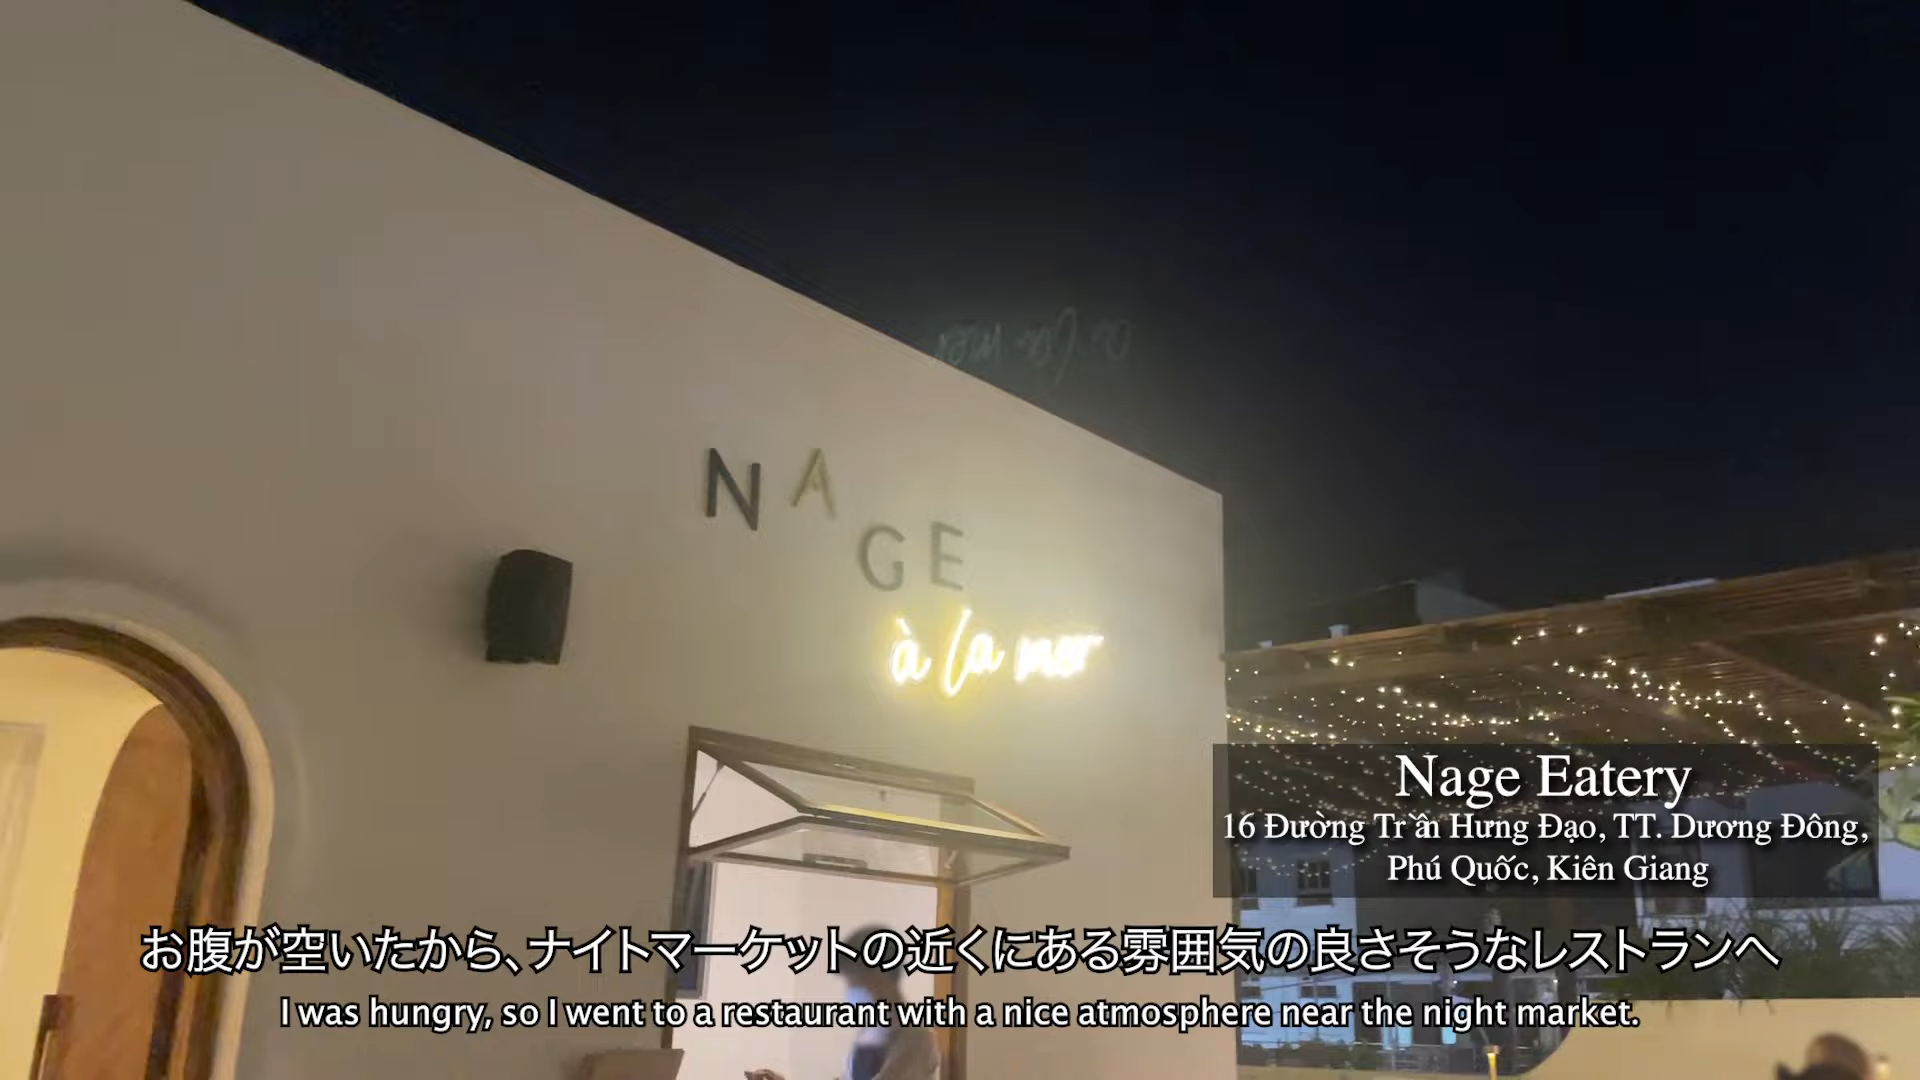 NAGE
à la mer
Nage Eatery
16 Đường Trần Hưng Đạo, TT. Dương Đông,
Phú Quốc, Kiên Giang
お腹が空いたから、ナイトマーケットの近くにある雰囲気の良さそうなレストランへ
I was hungry, so I went to a restaurant with a nice atmosphere near the night market.